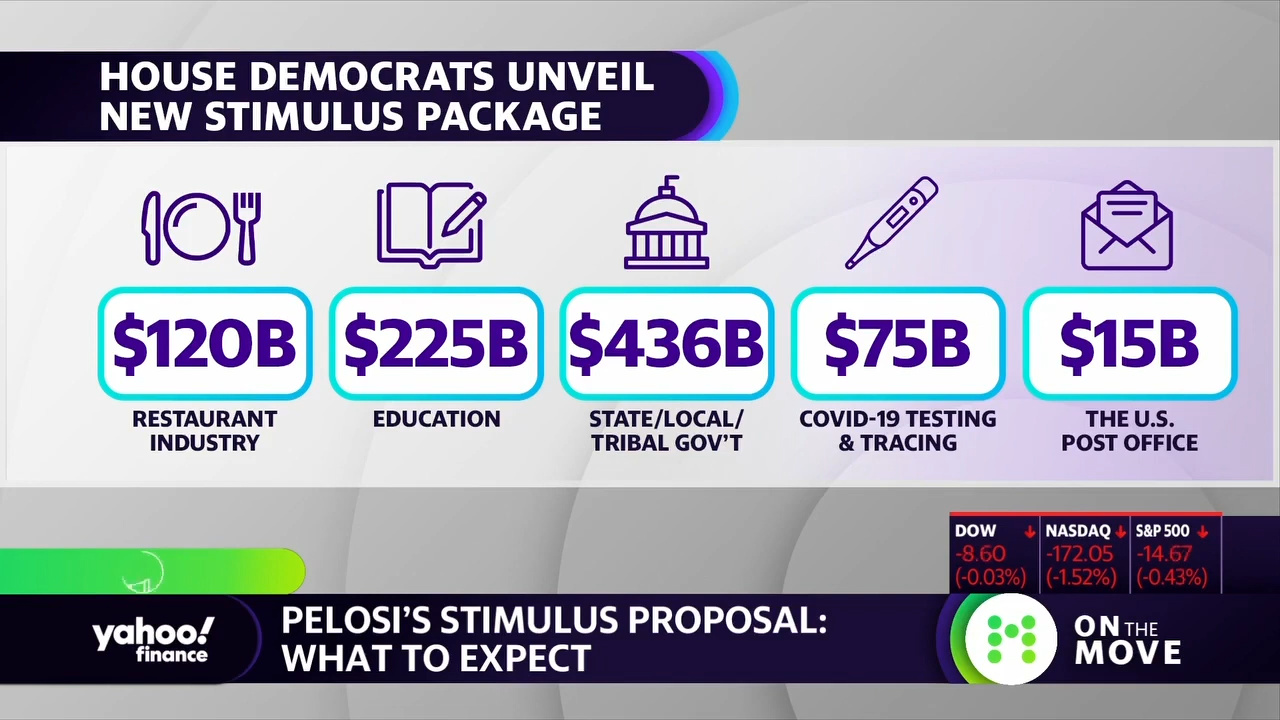 HOUSE DEMOCRATS UNVEIL
NEW STIMULUS PACKAGE
$120B
RESTAURANT
INDUSTRY
$225B
EDUCATION
$436B
STATE/LOCAL/
TRIBAL GOV'T
$75B
COVID-19 TESTING
& TRACING
$15B
THE U.S.
POST OFFICE
DOW
-8.60
(-0.03%)
NASDAQ
-172.05
(-1.52%)
S&P 500
-14.67
(-0.43%)
yahoo!
finance
PELOSI'S STIMULUS PROPOSAL:
WHAT TO EXPECT
ON THE
MOVE